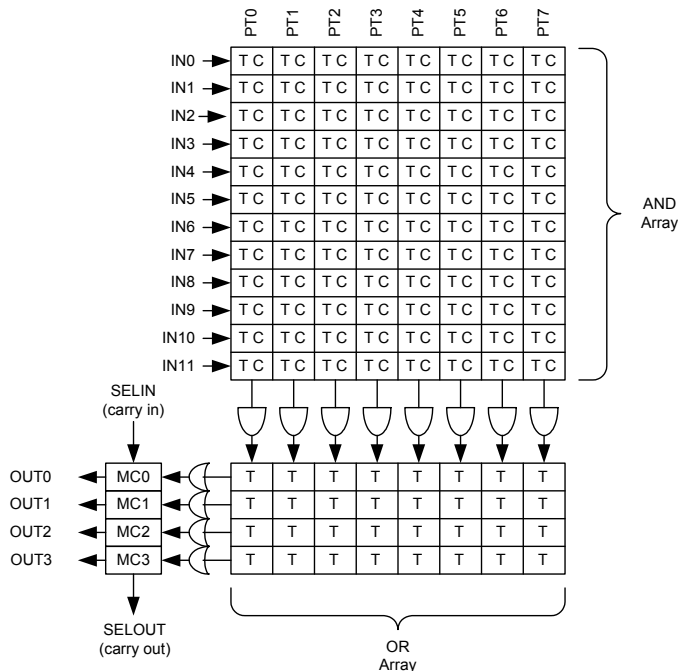 PT0 PT1 PT2 PT3 PT4 PT5 PT6 PT7
IN0 T C T C T C T C T C T C T C T C
IN1 T C T C T C T C T C T C T C T C
IN2 T C T C T C T C T C T C T C T C
IN3 T C T C T C T C T C T C T C T C
IN4 T C T C T C T C T C T C T C T C
IN5 T C T C T C T C T C T C T C T C
IN6 T C T C T C T C T C T C T C T C
IN7 T C T C T C T C T C T C T C T C
IN8 T C T C T C T C T C T C T C T C
IN9 T C T C T C T C T C T C T C T C
IN10 T C T C T C T C T C T C T C T C
IN11 T C T C T C T C T C T C T C T C
AND
Array
SELIN
(carry in)
OUT0 MC0 T T T T T T T T
OUT1 MC1 T T T T T T T T
OUT2 MC2 T T T T T T T T
OUT3 MC3 T T T T T T T T
SELOUT
(carry out)
OR
Array